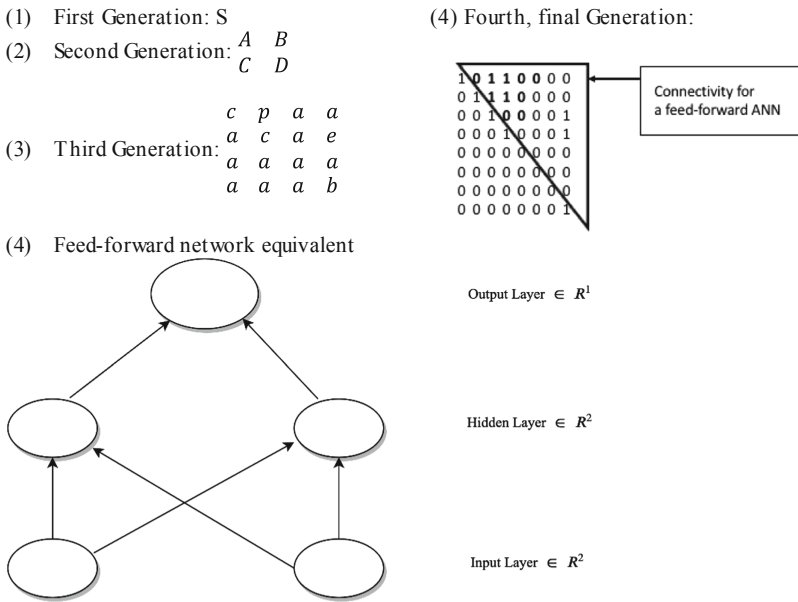 (1) First Generation: S
(2) Second Generation: A B
C D
(3) Third Generation: c p a a
a c a e
a a a a
a a a b
(4) Fourth, final Generation:
1 0 1 1 0 0 0 0
0 1 1 1 0 0 0 0
0 0 1 0 0 0 0 1
0 0 0 1 0 0 0 1
0 0 0 0 0 0 0 0
0 0 0 0 0 0 0 0
0 0 0 0 0 0 0 0
0 0 0 0 0 0 0 1
Connectivity for
a feed-forward ANN
(4) Feed-forward network equivalent
Output Layer ∈ R¹
Hidden Layer ∈ R²
Input Layer ∈ R²